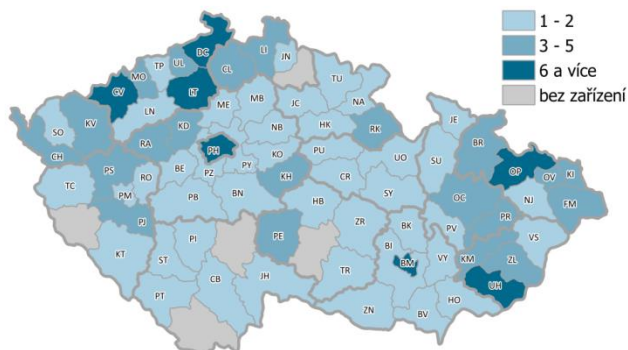 1 - 2
3 - 5
6 a více
bez zařízení
DC
LI
JN
TP
UL
MO
CL
CV
LT
TU
LN
ME
MB
JC
NA
SO
KV
KD
NB
HK
RK
JE
CH
RA
PH
KO
PU
BR
PS
RO
BE
PZ
PY
KH
CR
UO
SU
OP
OV
KI
TC
PM
PB
BN
HB
SY
OC
NJ
FM
PJ
PR
PI
PE
ZR
BK
PV
VS
KT
ST
BI
BM
VY
KM
ZL
CB
JH
TR
UH
PT
ZN
BV
HO